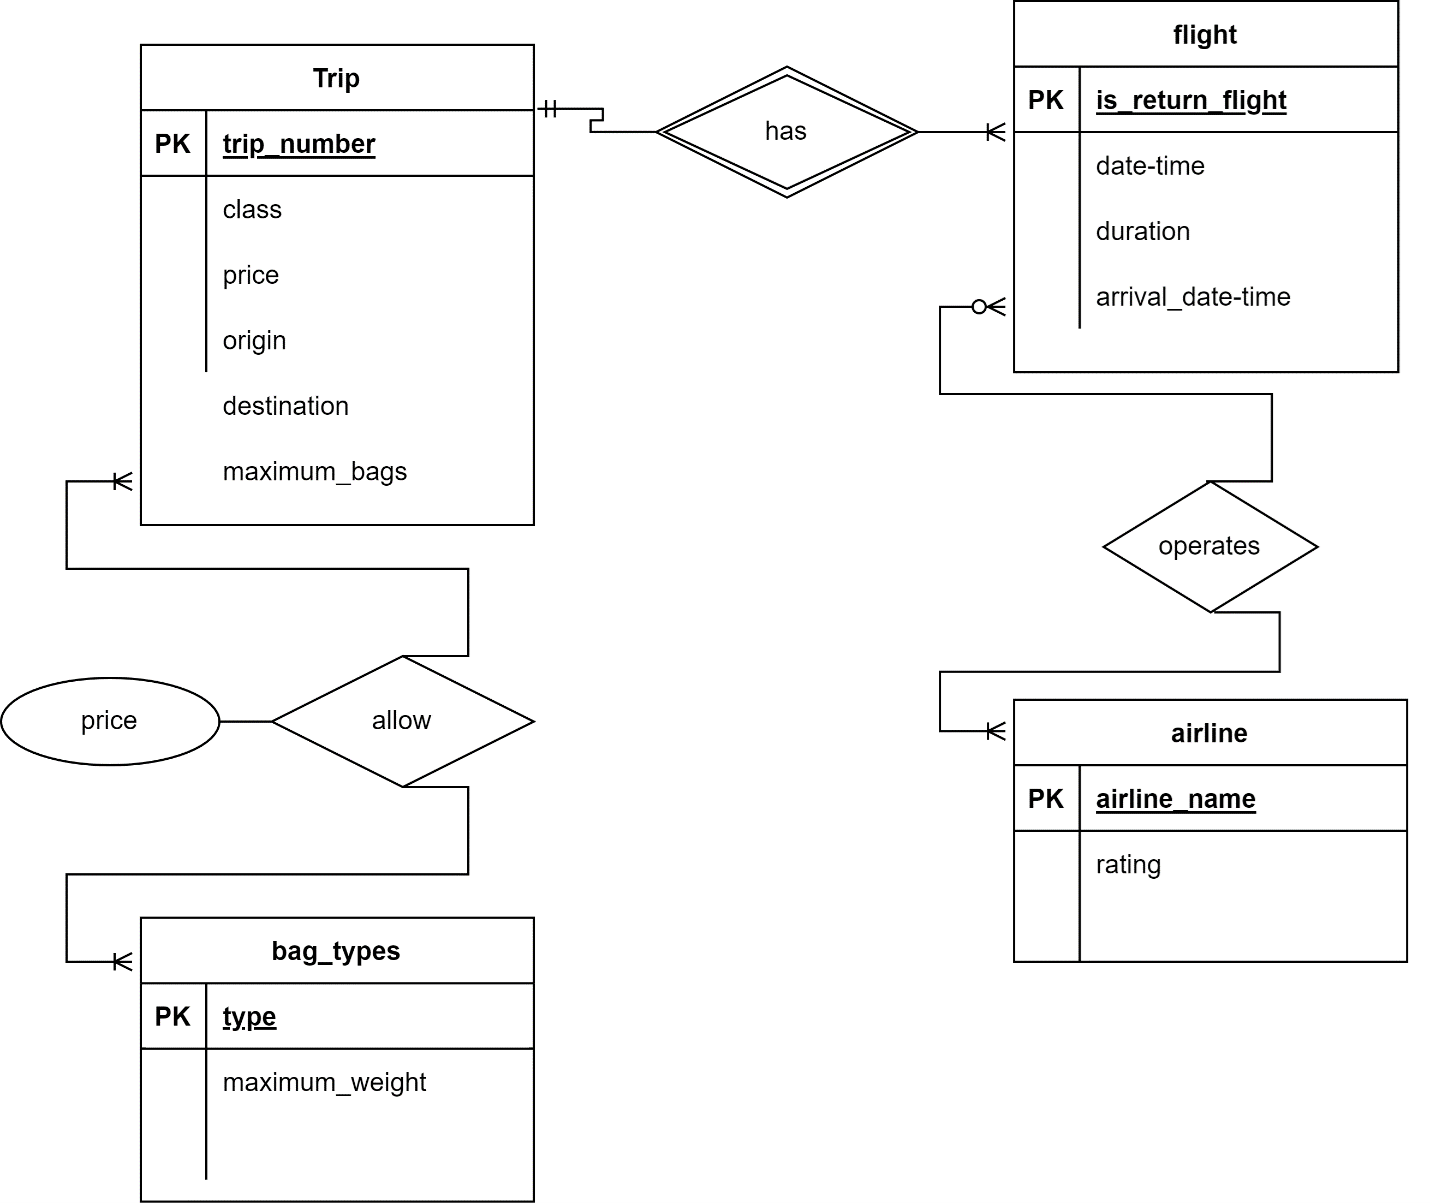 Trip
PK trip_number
class
price
origin
destination
maximum_bags
has
flight
PK is_return_flight
date-time
duration
arrival_date-time
operates
price
allow
airline
PK airline_name
rating
bag_types
PK type
maximum_weight